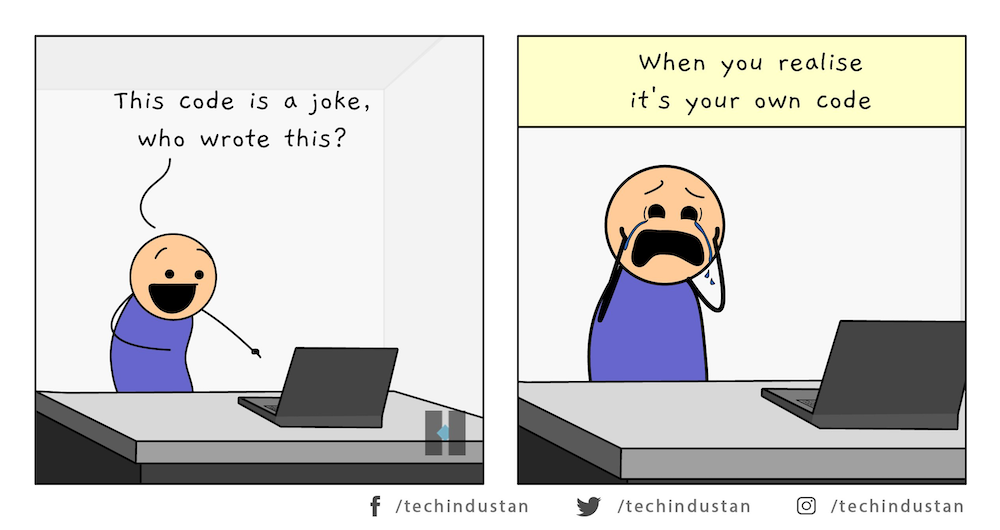 This code is a joke,
who wrote this?
When you realise
it's your own code
/techindustan
/techindustan
/techindustan